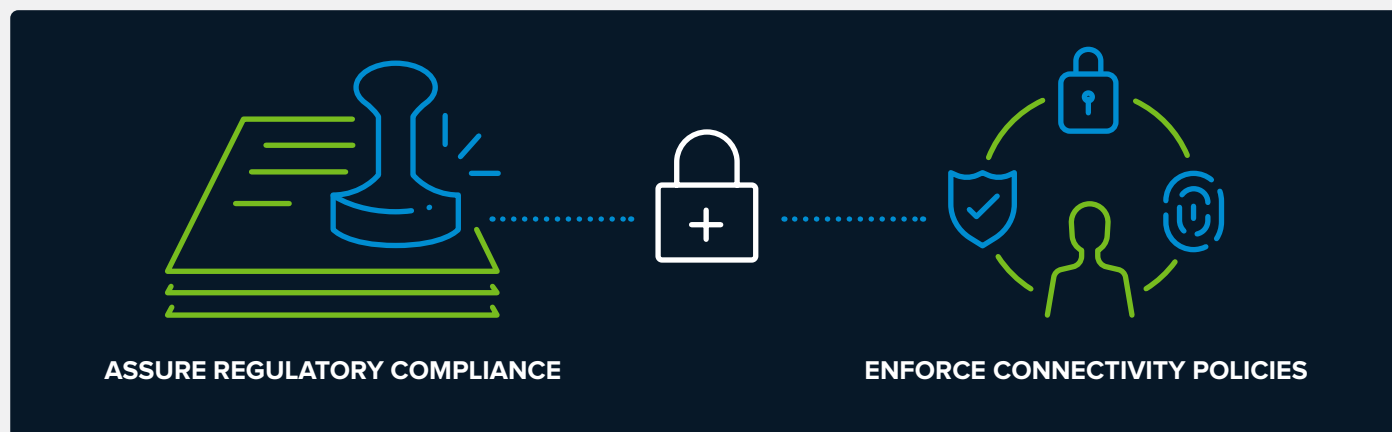 ASSURE REGULATORY COMPLIANCE
ENFORCE CONNECTIVITY POLICIES